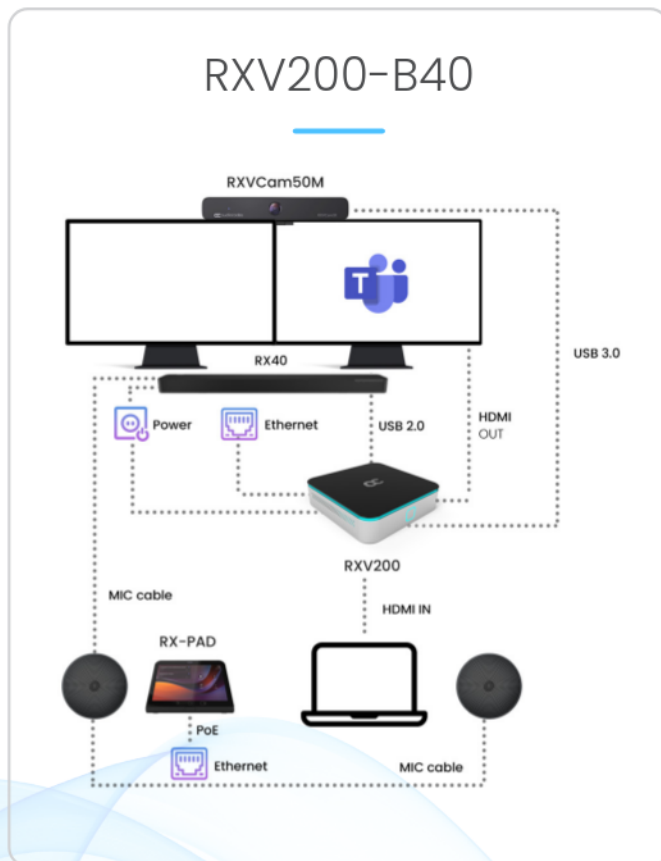 RXV200-B40
RXVCam50M
T
RX40
USB 3.0
Power
Ethernet
USB 2.0
HDMI
OUT
RXV200
MIC cable
HDMI IN
RX-PAD
PoE
Ethernet
MIC cable